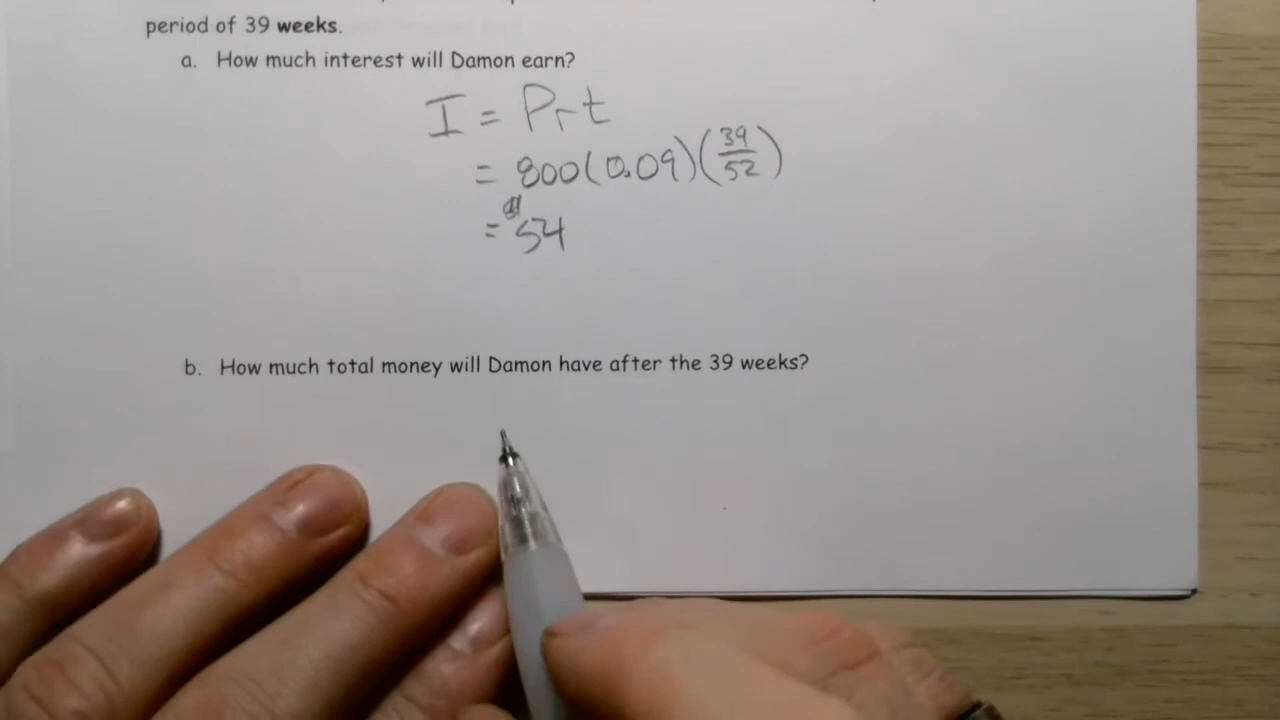 period of 39 weeks.
a. How much interest will Damon earn?
I = Prt
= 800(0.09)(39/52)
= $54
b. How much total money will Damon have after the 39 weeks?